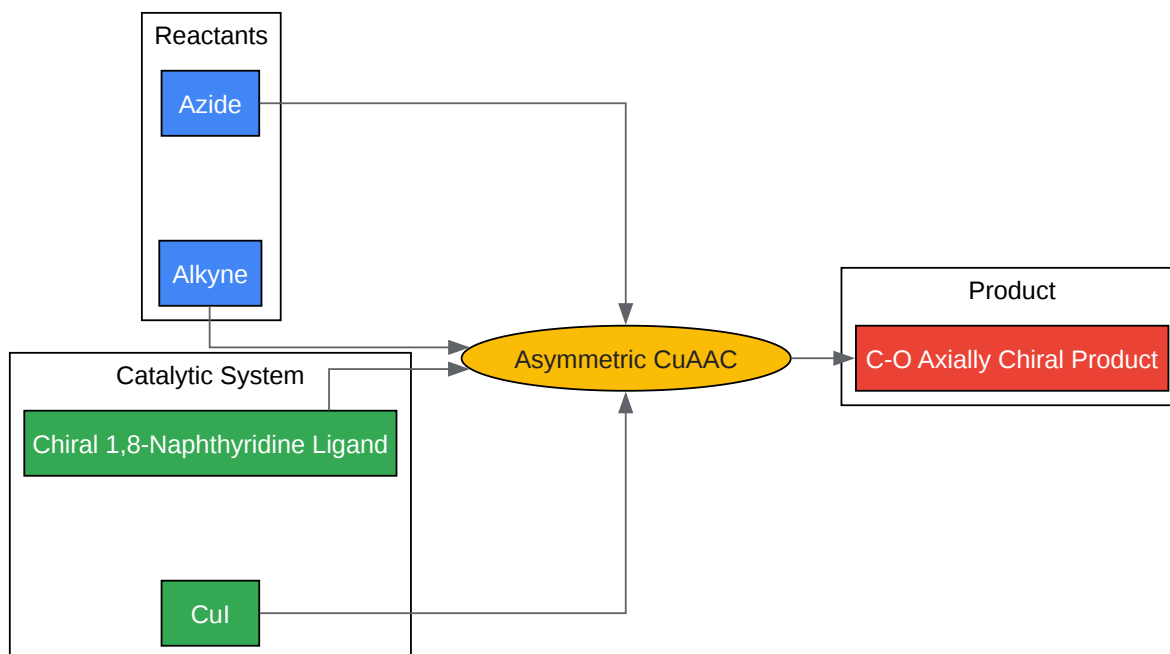 Reactants
Azide
Alkyne
Catalytic System
Chiral 1,8-Naphthyridine Ligand
CuI
Asymmetric CuAAC
Product
C-O Axially Chiral Product